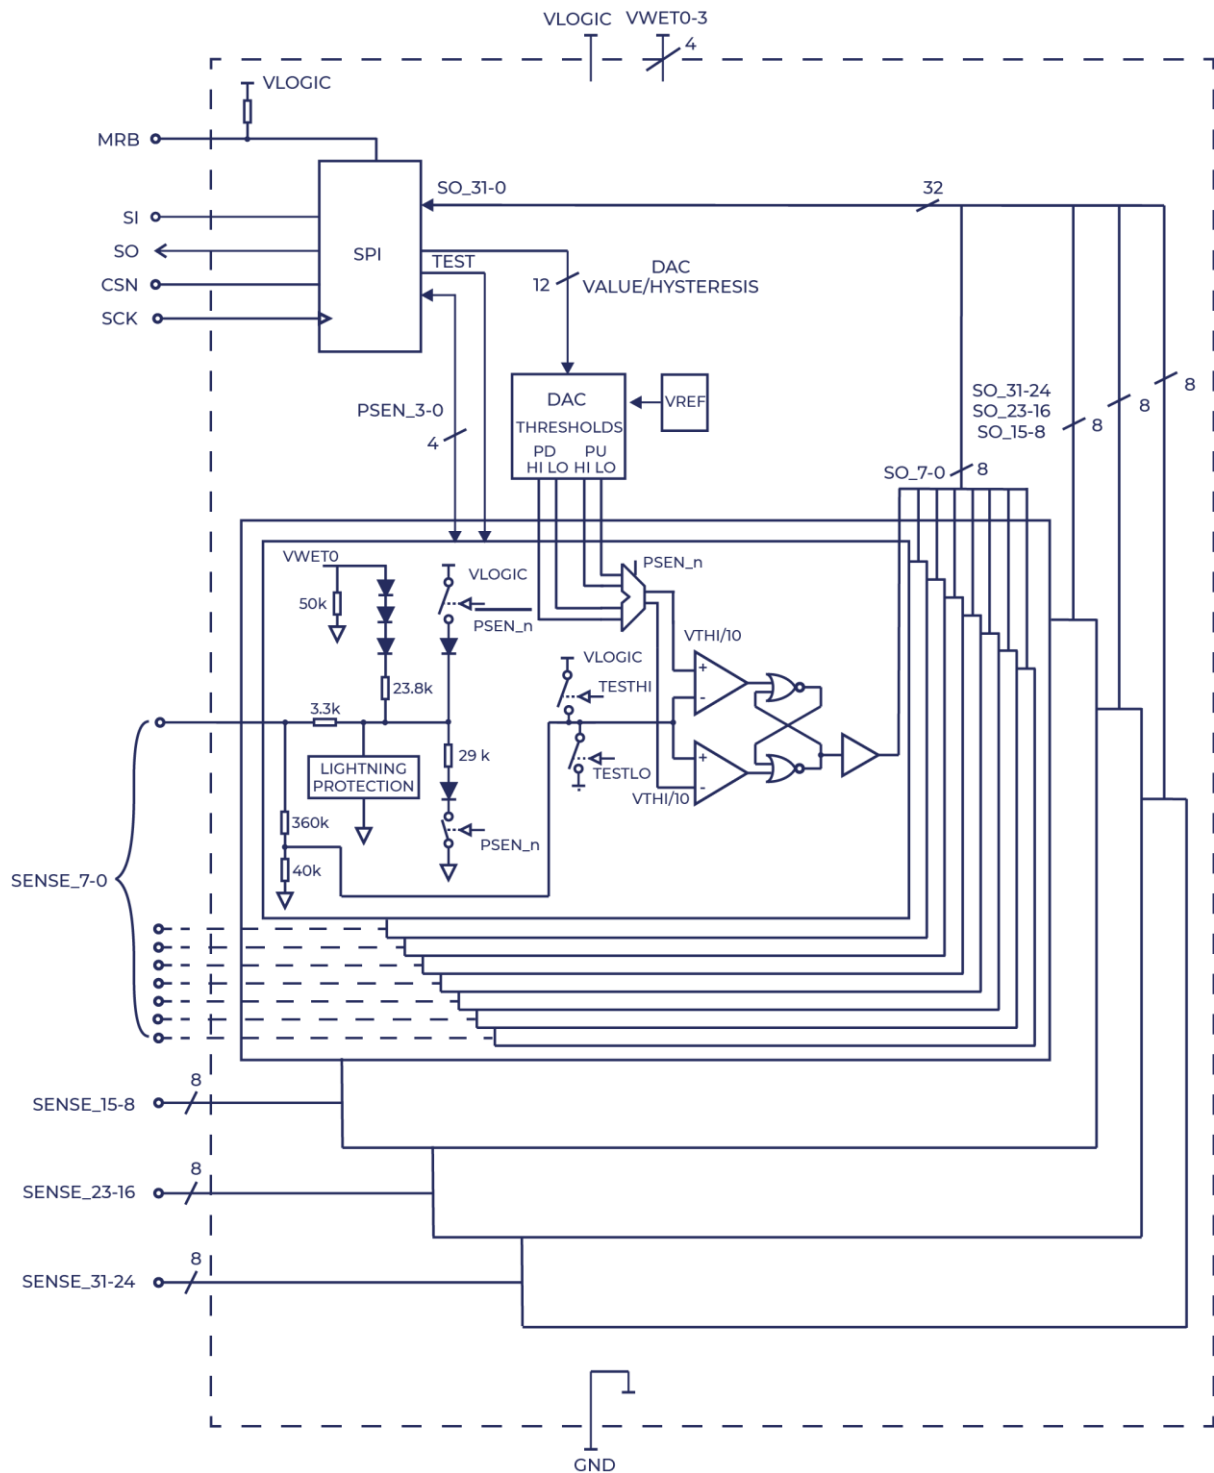 VLOGIC VWET0-3
4
VLOGIC
MRB
SO_31-0
32
SI
SO
SPI
TEST
CSN
SCK
12
DAC
VALUE/HYSTERESIS
PSEN_3-0
4
DAC
THRESHOLDS
PD PU
HI LO HI LO
VREF
SO_31-24
SO_23-16
SO_15-8
8
8
8
SO_7-0
8
VWET0
50k
VLOGIC
PSEN_n
PSEN_n
23.8k
3.3k
LIGHTNING
PROTECTION
29 k
PSEN_n
360k
40k
VLOGIC
TESTHI
TESTLO
VTHI/10
+
-
+
-
VTHI/10
SENSE_7-0
8
SENSE_15-8
8
SENSE_23-16
8
SENSE_31-24
GND